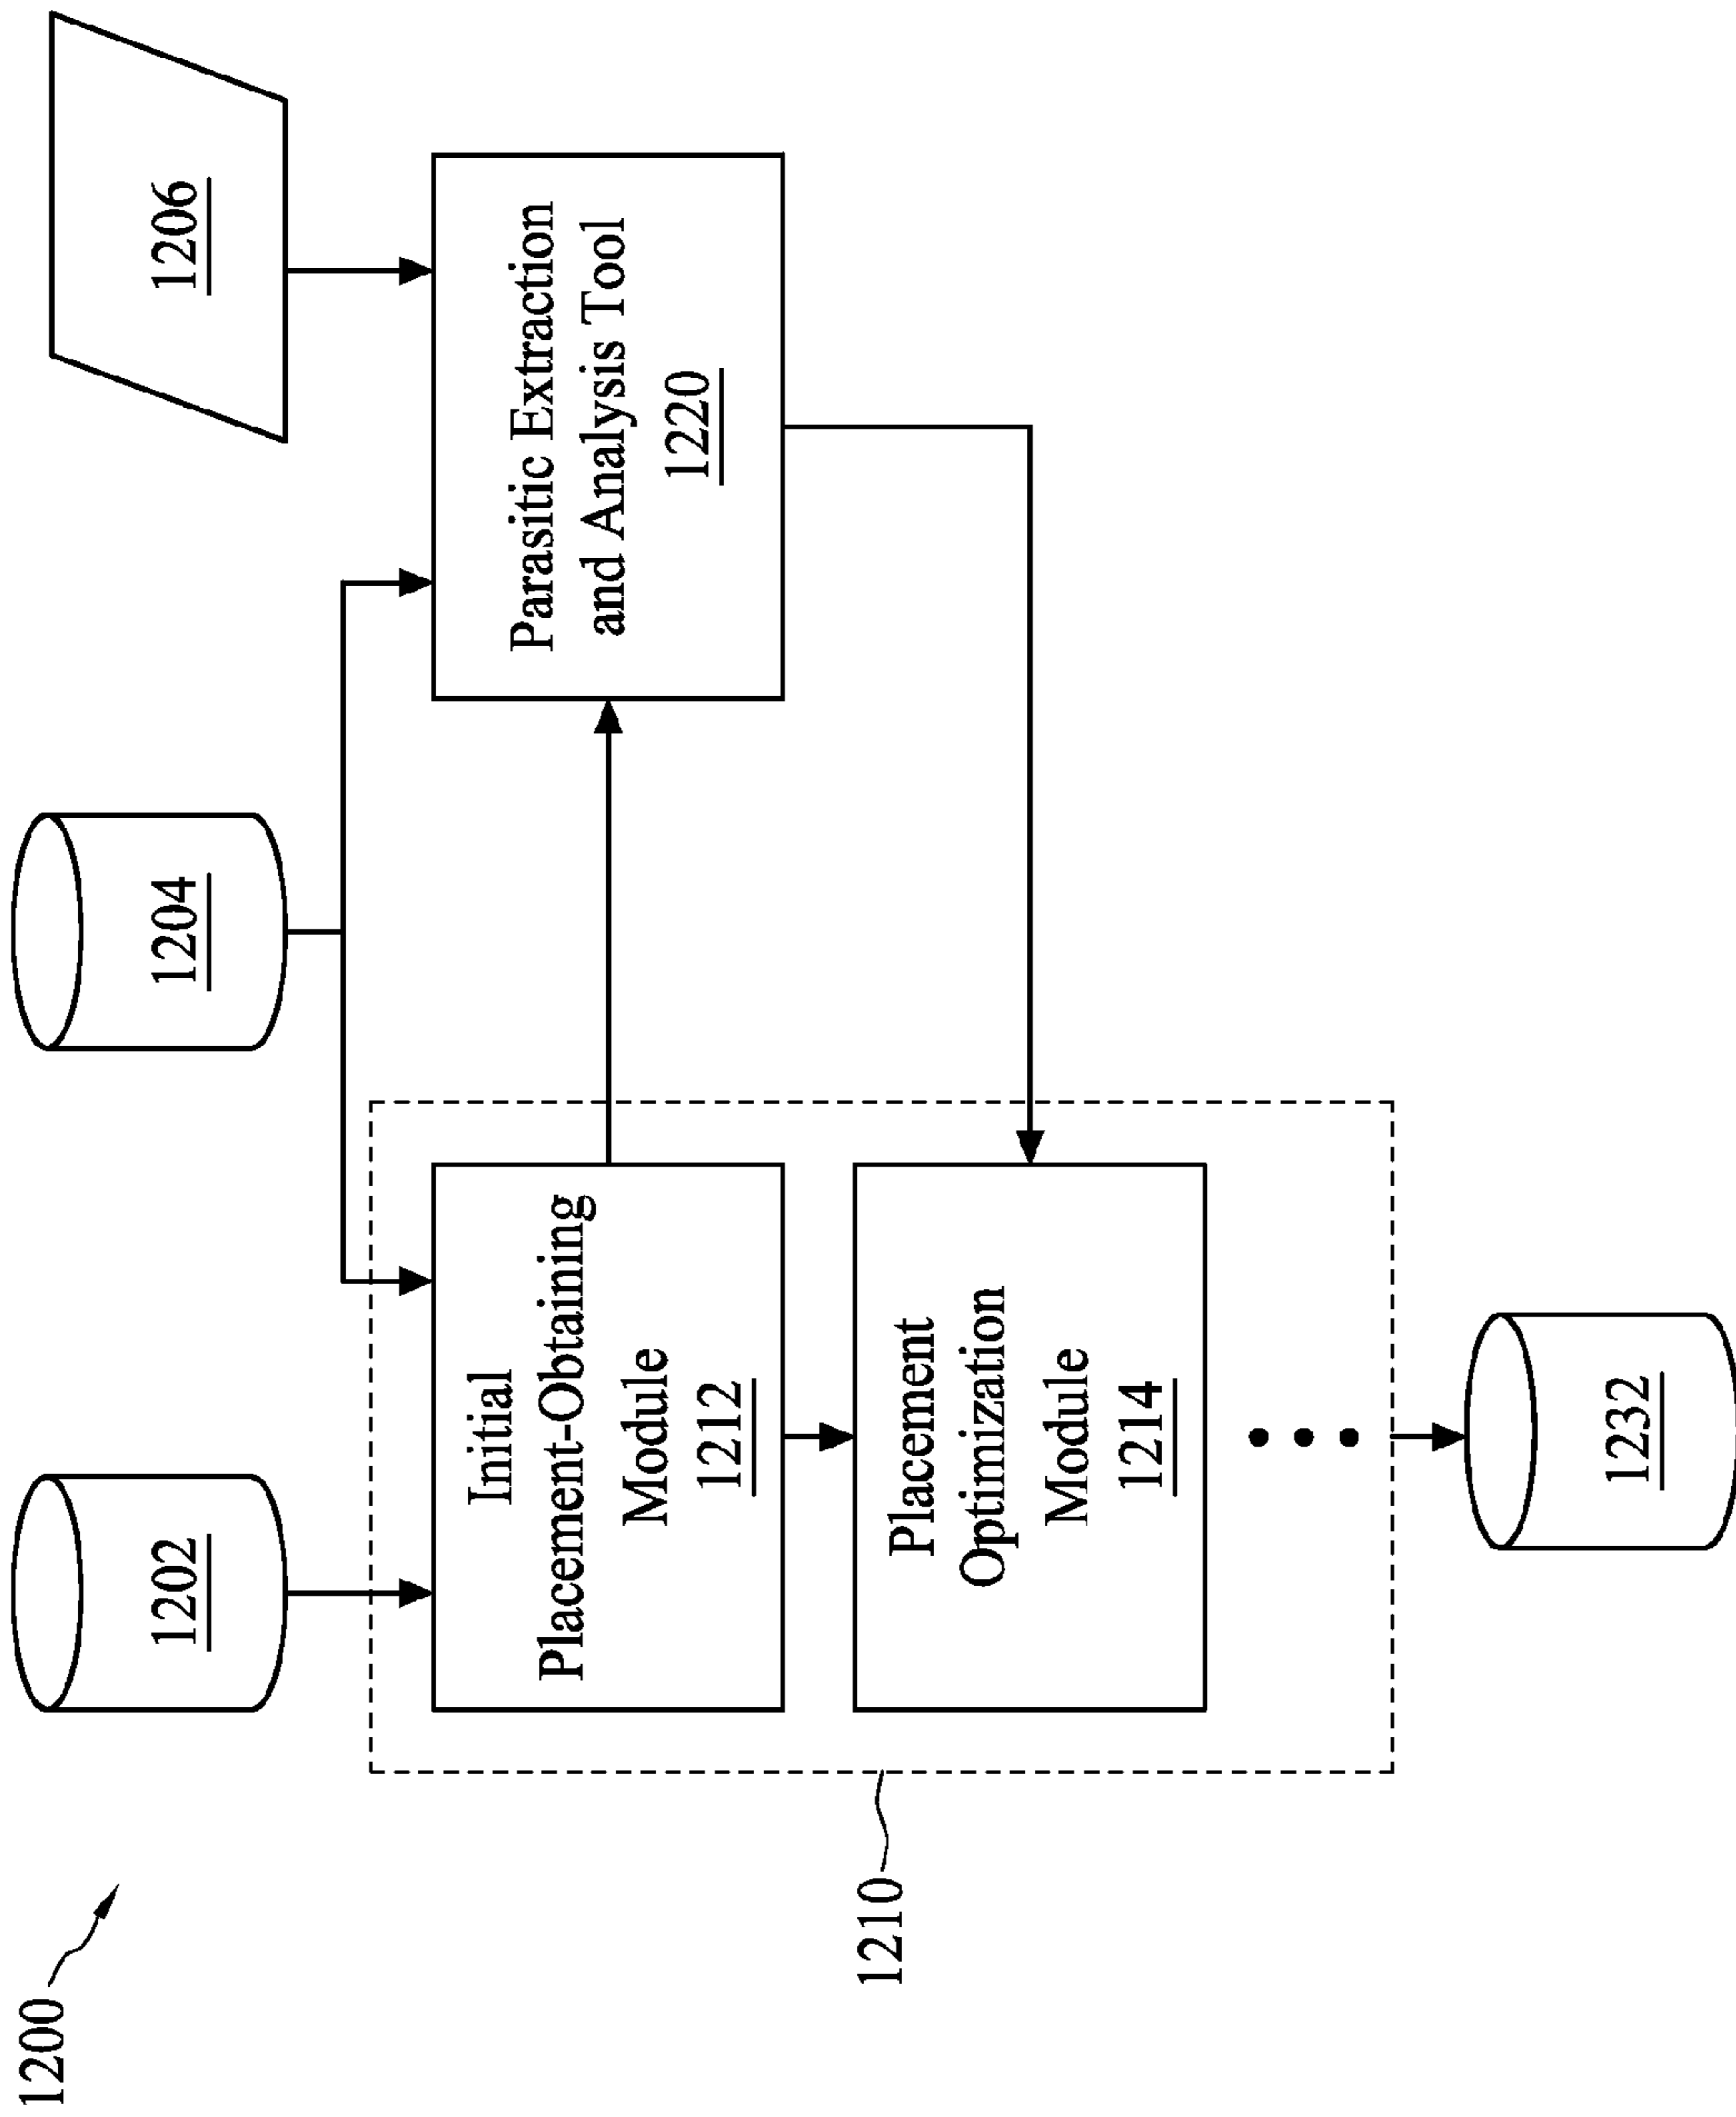 1200
1202
1204
1206
1210
Initial
Placement-Obtaining
Module
1212
Parasitic Extraction
and Analysis Tool
1220
Placement
Optimization
Module
1214
1232